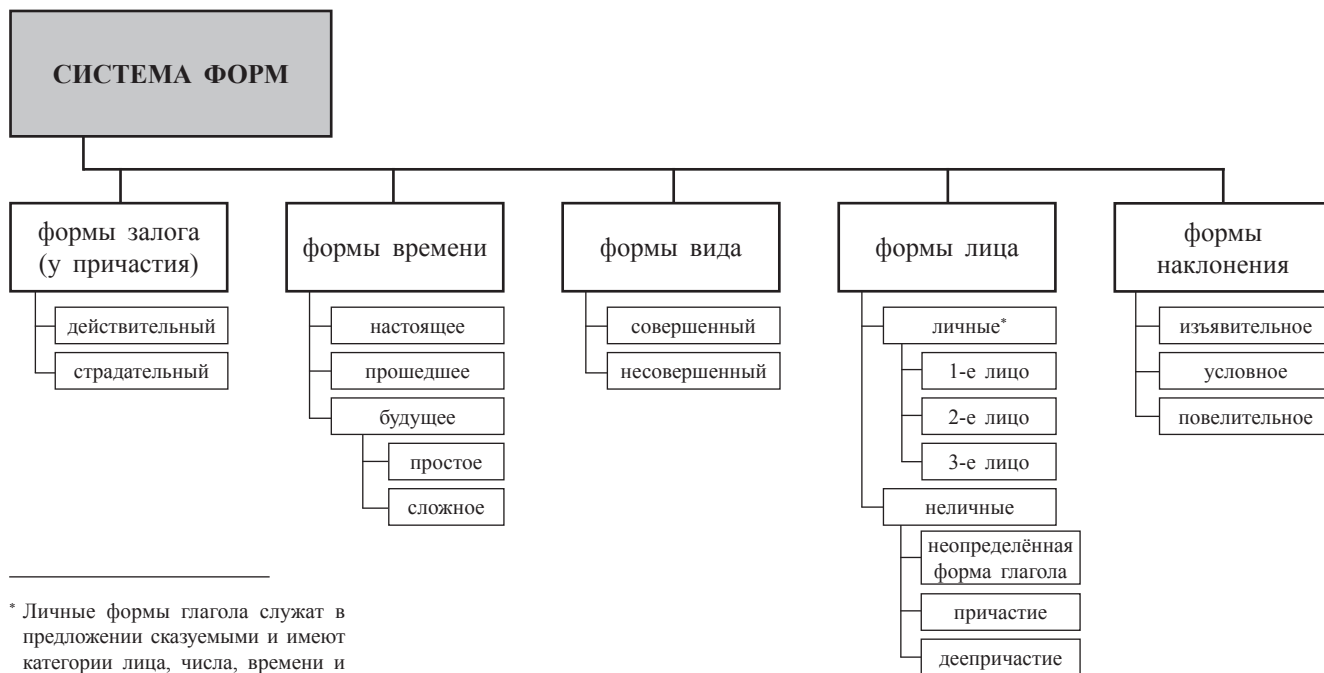 СИСТЕМА ФОРМ
формы залога
(у причастия)
действительный
страдательный
формы времени
настоящее
прошедшее
будущее
простое
сложное
формы вида
совершенный
несовершенный
формы лица
личные*
1-е лицо
2-е лицо
3-е лицо
неличные
неопределённая
форма глагола
причастие
деепричастие
формы
наклонения
изъявительное
условное
повелительное
* Личные формы глагола служат в
предложении сказуемыми и имеют
категории лица, числа, времени и